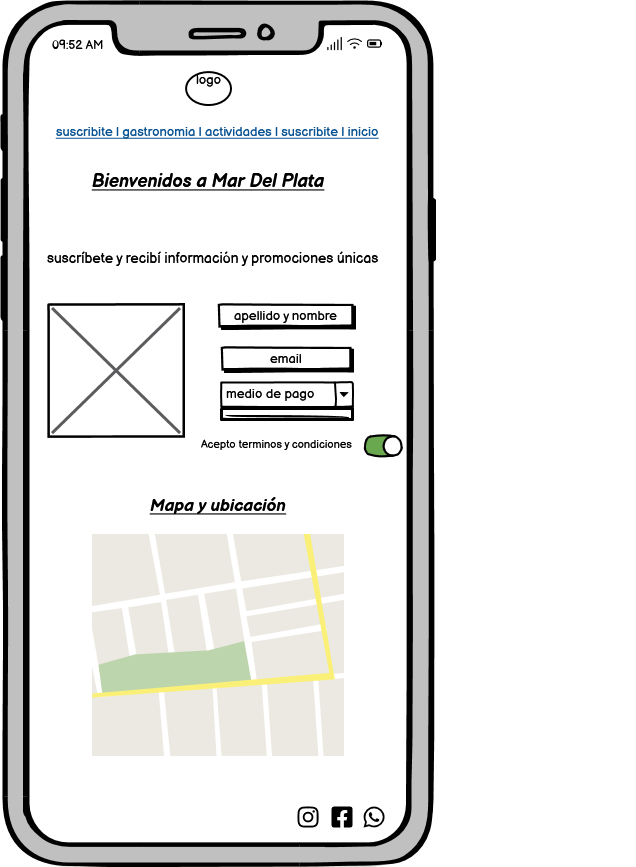 09:52 AM
logo
suscribite | gastronomia | actividades | suscribite | inicio
Bienvenidos a Mar Del Plata
suscríbete y recibí información y promociones únicas
apellido y nombre
email
medio de pago
Acepto terminos y condiciones
Mapa y ubicación